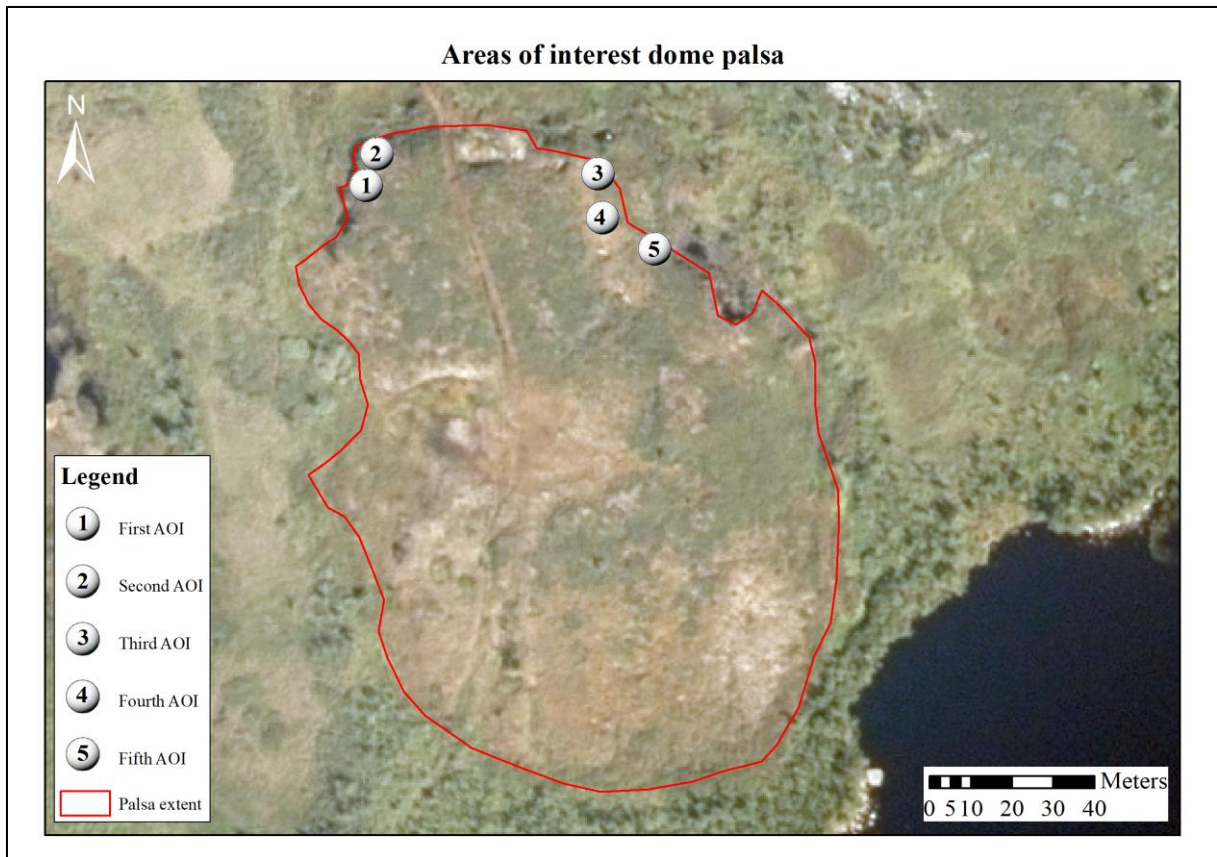 Areas of interest dome palsa
N
2
1
3
4
5
Legend
1 First AOI
2 Second AOI
3 Third AOI
4 Fourth AOI
5 Fifth AOI
Palsa extent
Meters
0 5 10 20 30 40